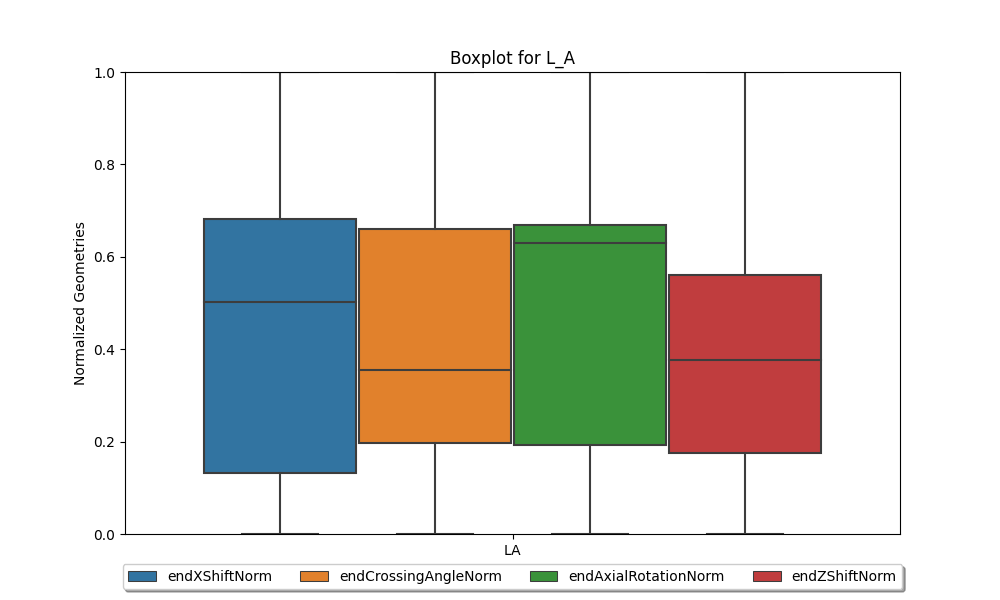 Boxplot for L_A
1.0
0.8
0.6
0.4
0.2
0.0
Normalized Geometries
LA
endXShiftNorm endCrossingAngleNorm endAxialRotationNorm endZShiftNorm